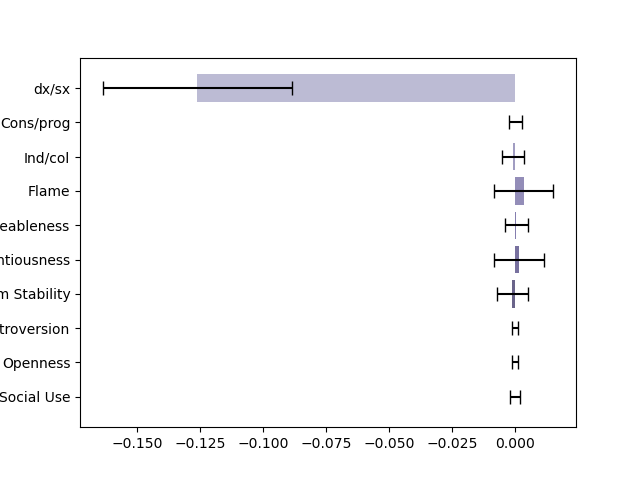 dx/sx
Cons/prog
Ind/col
Flame
eableness
ntiousness
m Stability
troversion
Openness
Social Use
−0.150 −0.125 −0.100 −0.075 −0.050 −0.025 0.000